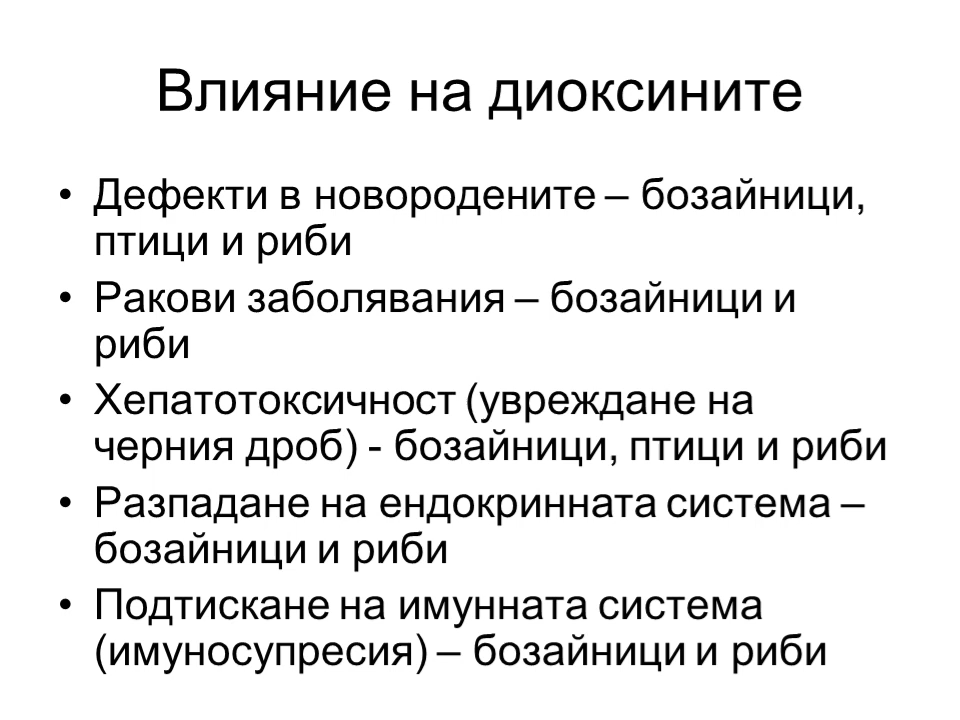 Влияние на диоксините
• Дефекти в новородените – бозайници,
птици и риби
• Ракови заболявания – бозайници и
риби
• Хепатотоксичност (увреждане на
черния дроб) - бозайници, птици и риби
• Разпадане на ендокринната система –
бозайници и риби
• Подтискане на имунната система
(имуносупресия) – бозайници и риби